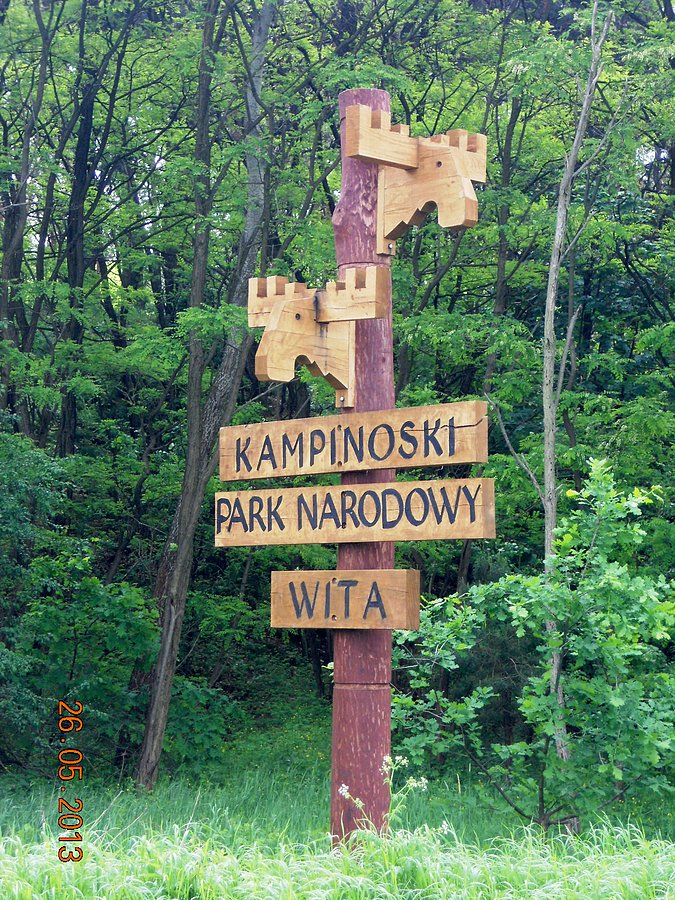 KAMPINOSKI
PARK NARODOWY
WITA
26.05.2013